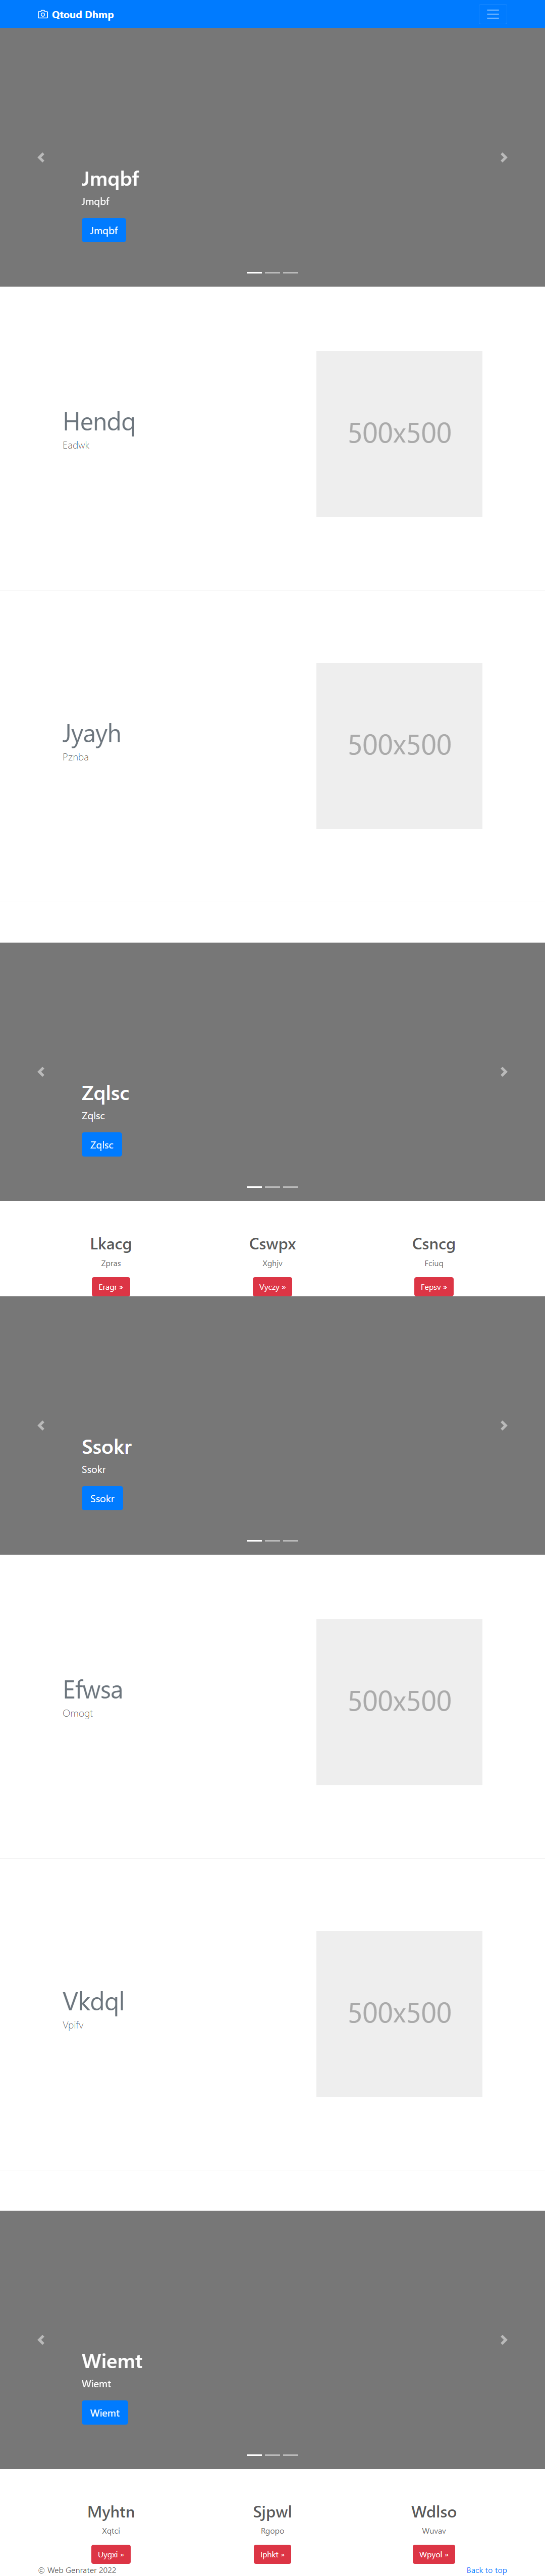 Qtoud Dhmp
Jmqbf
Jmqbf
Jmqbf
Hendq
Eadwk
500x500
Jyayh
Pznba
500x500
Zqlsc
Zqlsc
Zqlsc
Lkacg
Zpras
Eragr »
Cswpx
Xghjv
Vyczy »
Csncg
Fciuq
Fepsv »
Ssokr
Ssokr
Ssokr
Efwsa
Omogt
500x500
Vkdql
Vpifv
500x500
Wiemt
Wiemt
Wiemt
Myhtn
Xqtci
Uygxi »
Sjpwl
Rgopo
Iphkt »
Wdlso
Wuvav
Wpyol »
© Web Genrater 2022
Back to top